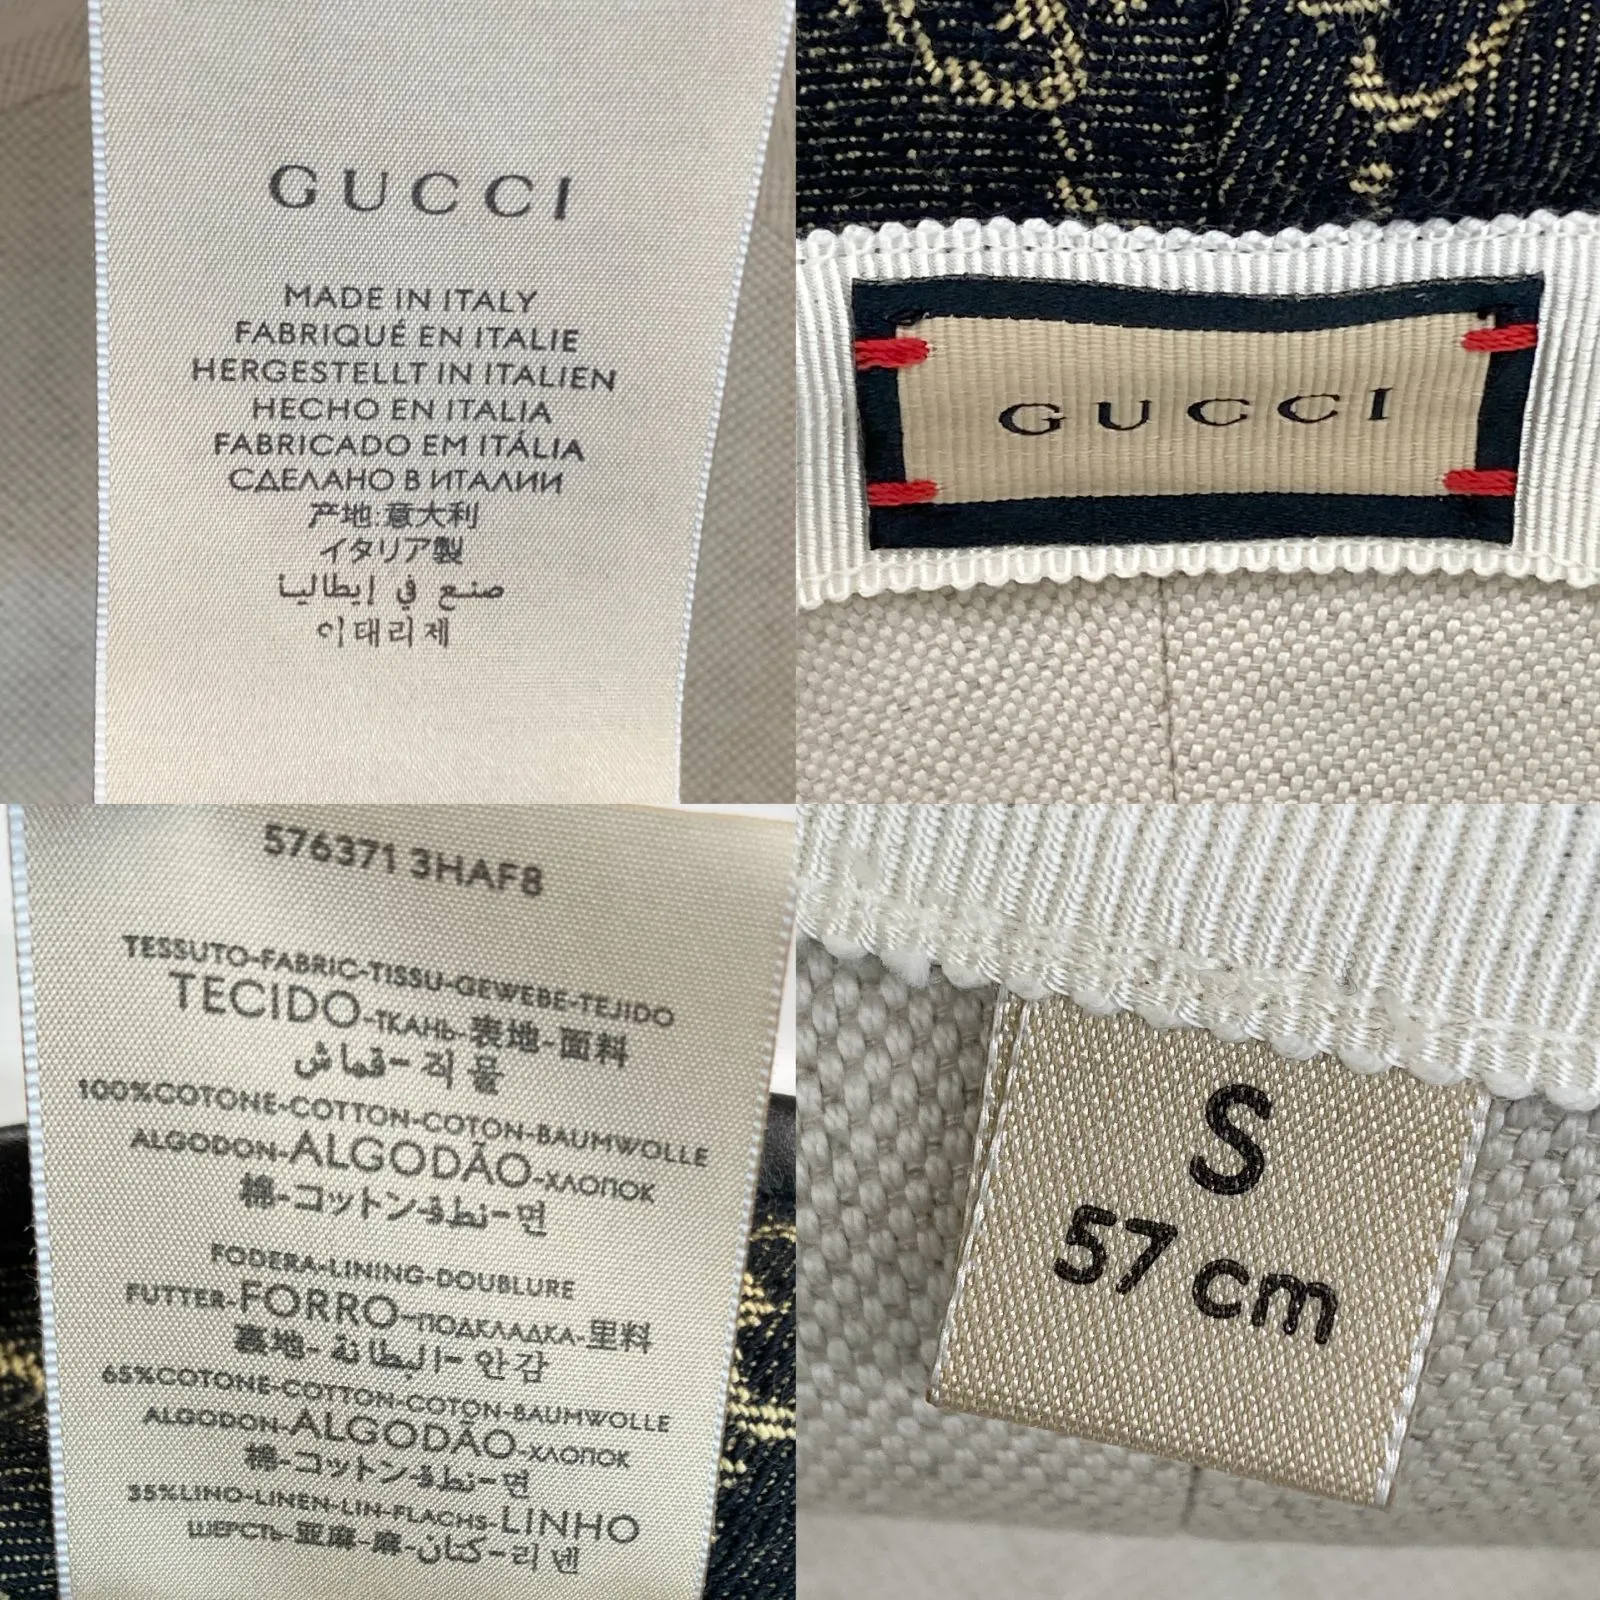 GUCCI
MADE IN ITALY
FABRIQUÉ EN ITALIE
HERGESTELLT IN ITALIEN
HECHO EN ITALIA
FABRICADO EM ITÁLIA
СДЕЛАНО В ИТАЛИИ
产地:意大利
イタリア製
صنع في إيطاليا
이태리제
GUCCI
576371 3HAF8
TESSUTO-FABRIC-TISSU-GEWEBE-TEJIDO
TECIDO-ТКАНЬ-表地-面料
قماش-직물
100%COTONE-COTTON-COTON-BAUMWOLLE
ALGODON-ALGODÃO-ХЛОПОК
棉-コットン-قطن-면
FODERA-LINING-DOUBLURE
FUTTER-FORRO-ПОДКЛАДКА-里料
裏地-البطانة-안감
65%COTONE-COTTON-COTON-BAUMWOLLE
ALGODON-ALGODÃO-ХЛОПОК
棉-コットン-قطن-면
35%LINO-LINEN-LIN-FLACHS-LINHO
ШЕРСТЬ-亚麻-麻-كتان-리넨
S
57 cm